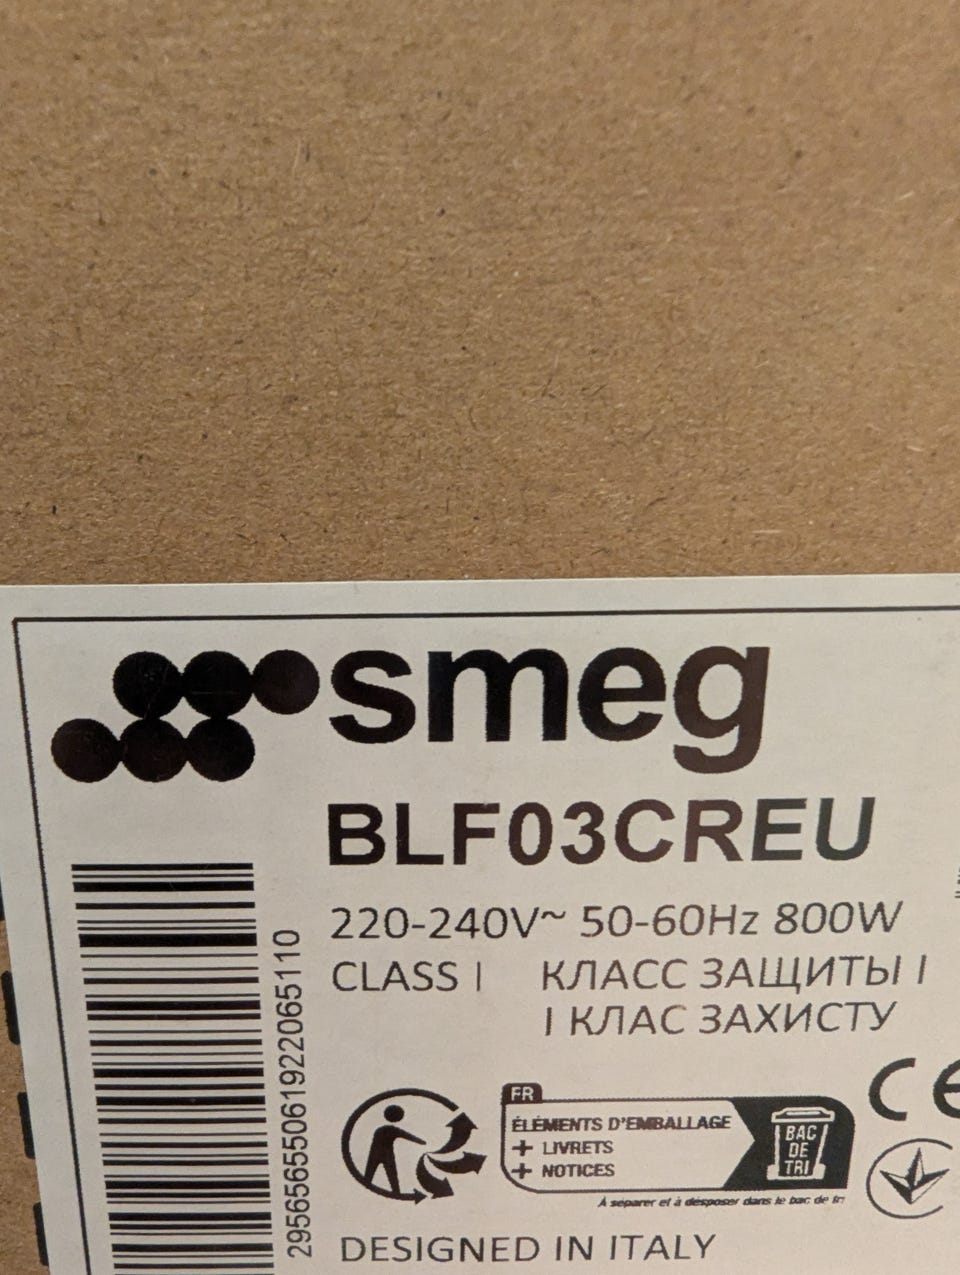 smeg
BLF03CREU
220-240V~ 50-60Hz 800W
CLASS I КЛАСС ЗАЩИТЫ I
I КЛАС ЗАХИСТУ
2956565506192206510
FR
ÉLÉMENTS D'EMBALLAGE
+ LIVRETS
+ NOTICES
BAC
DE
TRI
À séparer et à déposer dans le bac de tri
CE
DESIGNED IN ITALY